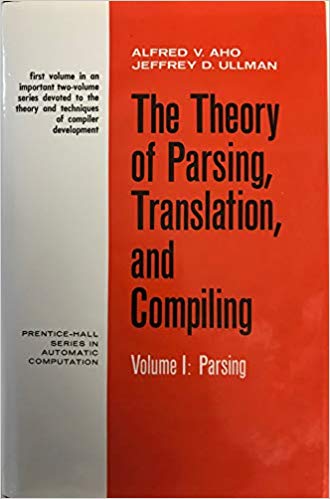 ALFRED V. AHO
JEFFREY D. ULLMAN
first volume in an
important two-volume
series devoted to the
theory and techniques
of compiler
development
The Theory
of Parsing,
Translation,
and
Compiling
Volume I: Parsing
PRENTICE-HALL
SERIES IN
AUTOMATIC
COMPUTATION